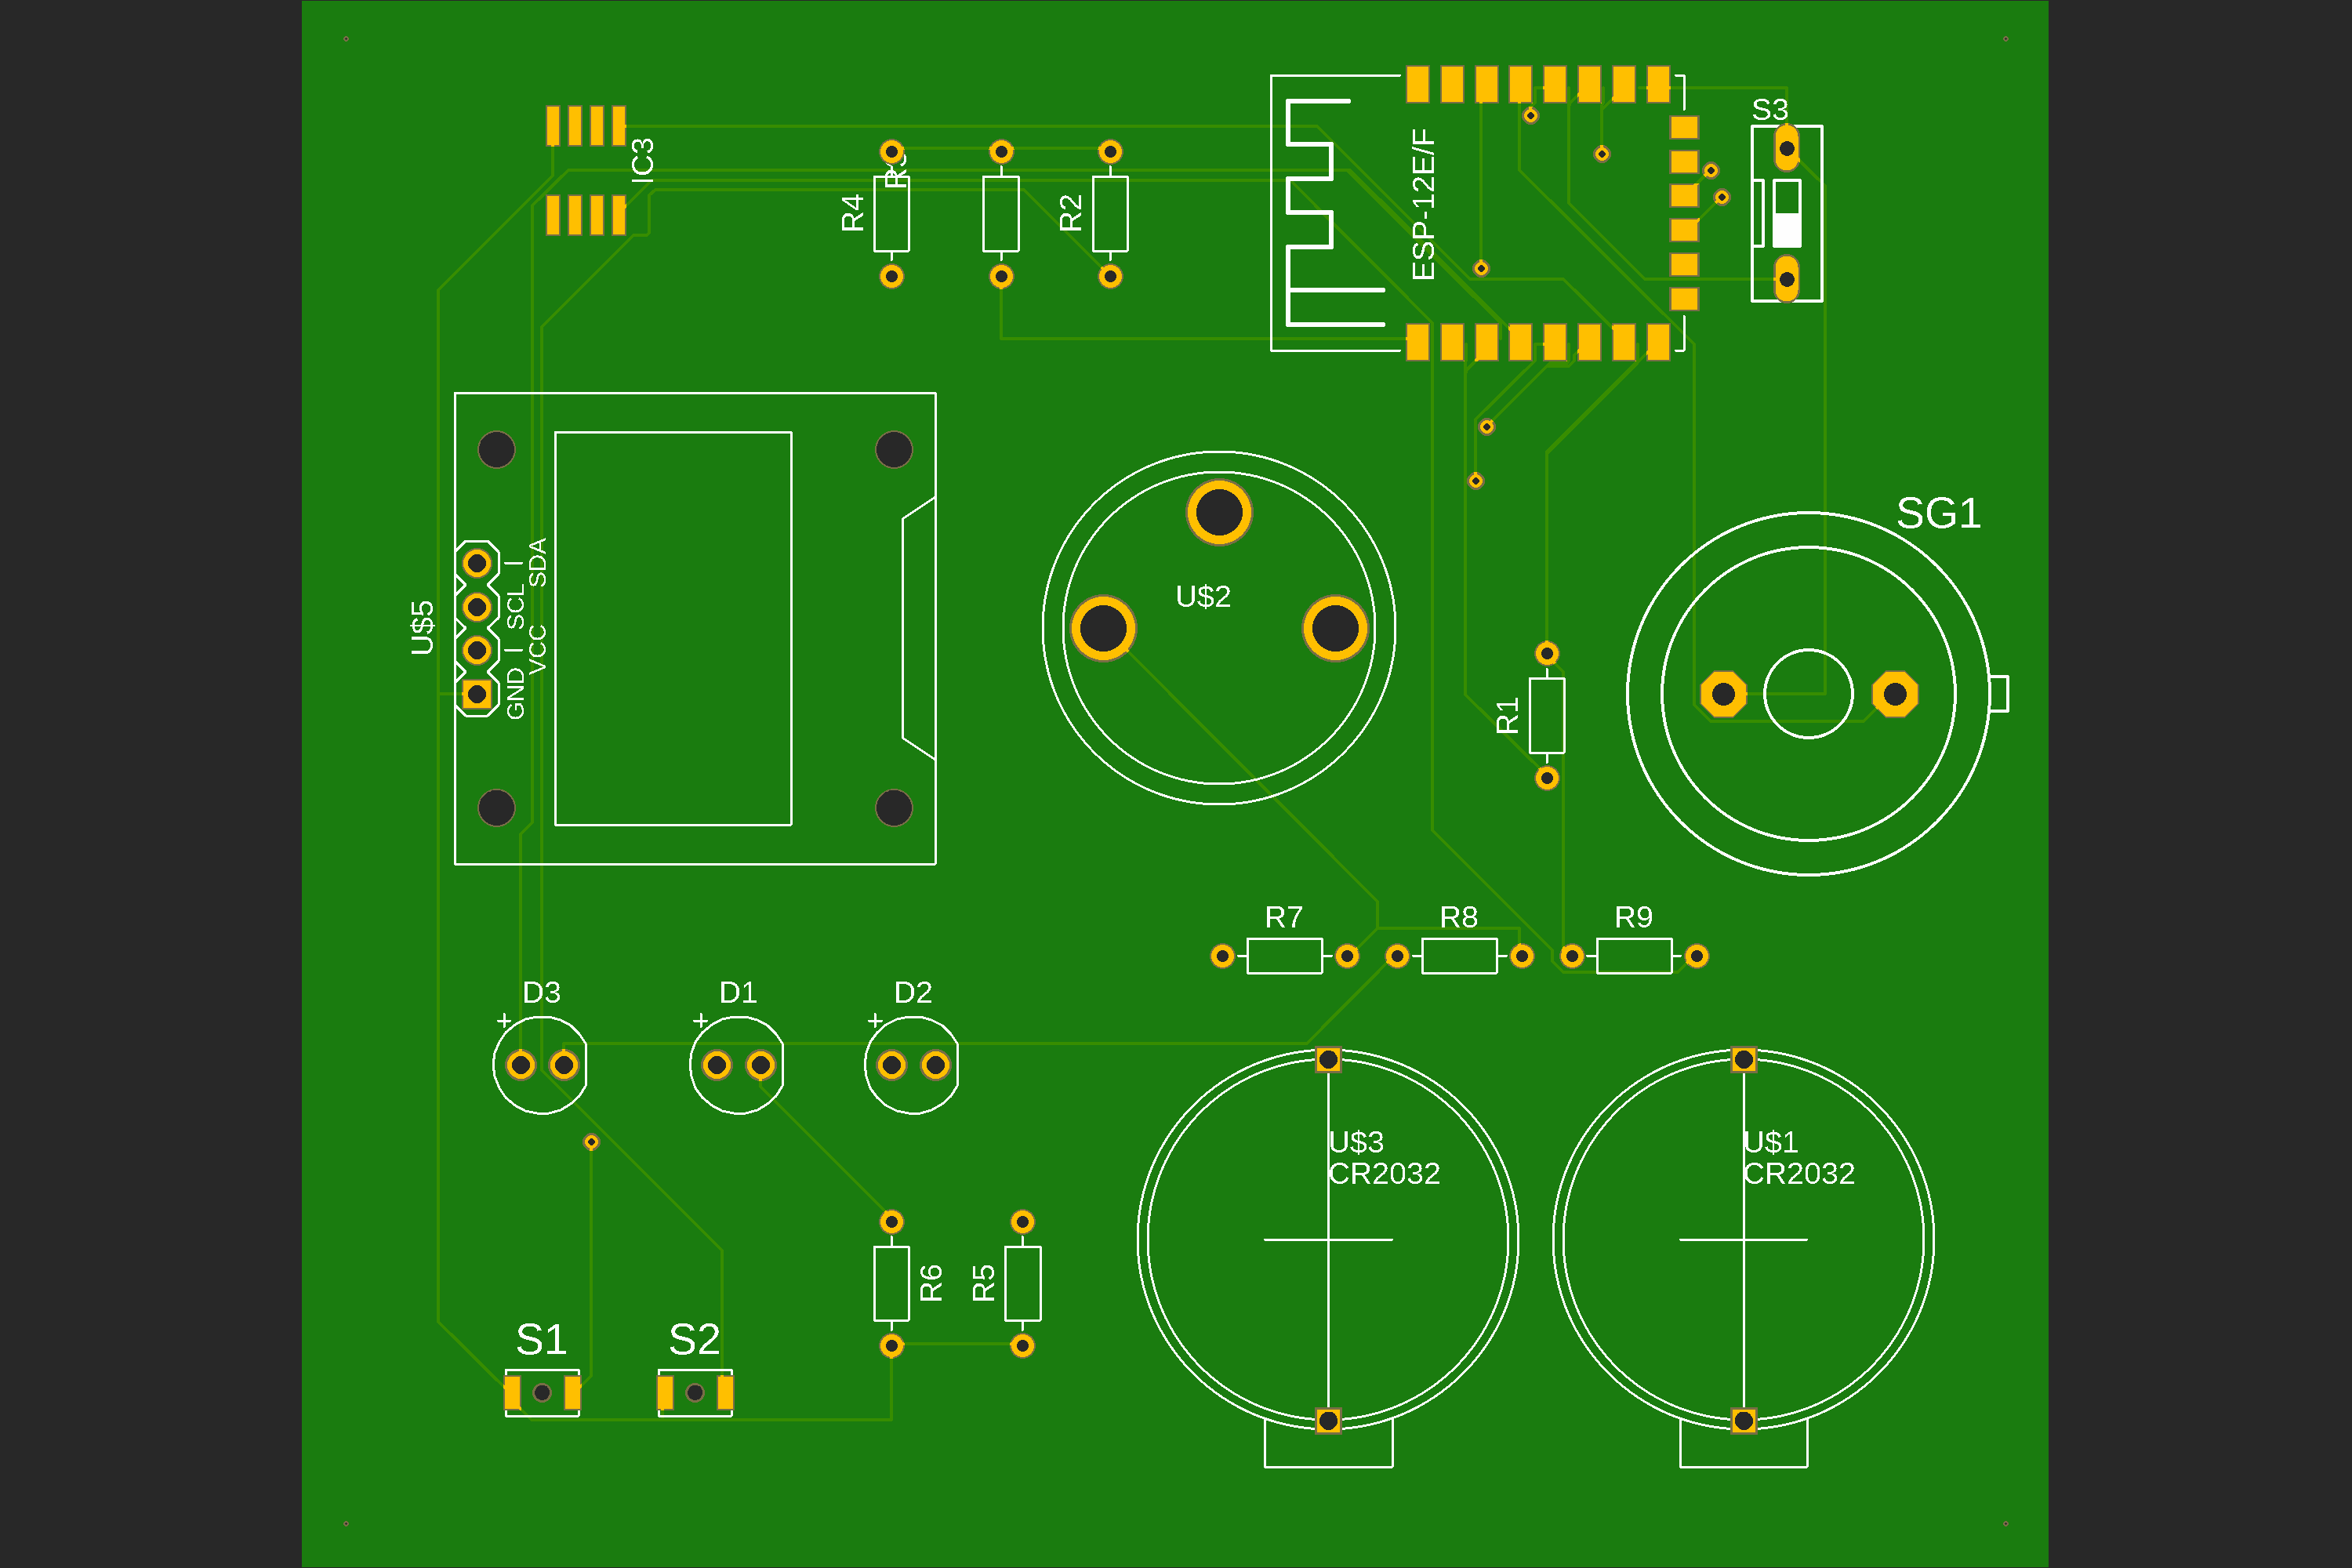 S3
IC3
R3
R4
R2
ESP-12E/F
SG1
U$5
GND | SCL |
VCC SDA
U$2
R1
R7
R8
R9
D3
D1
D2
+
+
+
U$3
CR2032
U$1
CR2032
R6
R5
S1
S2